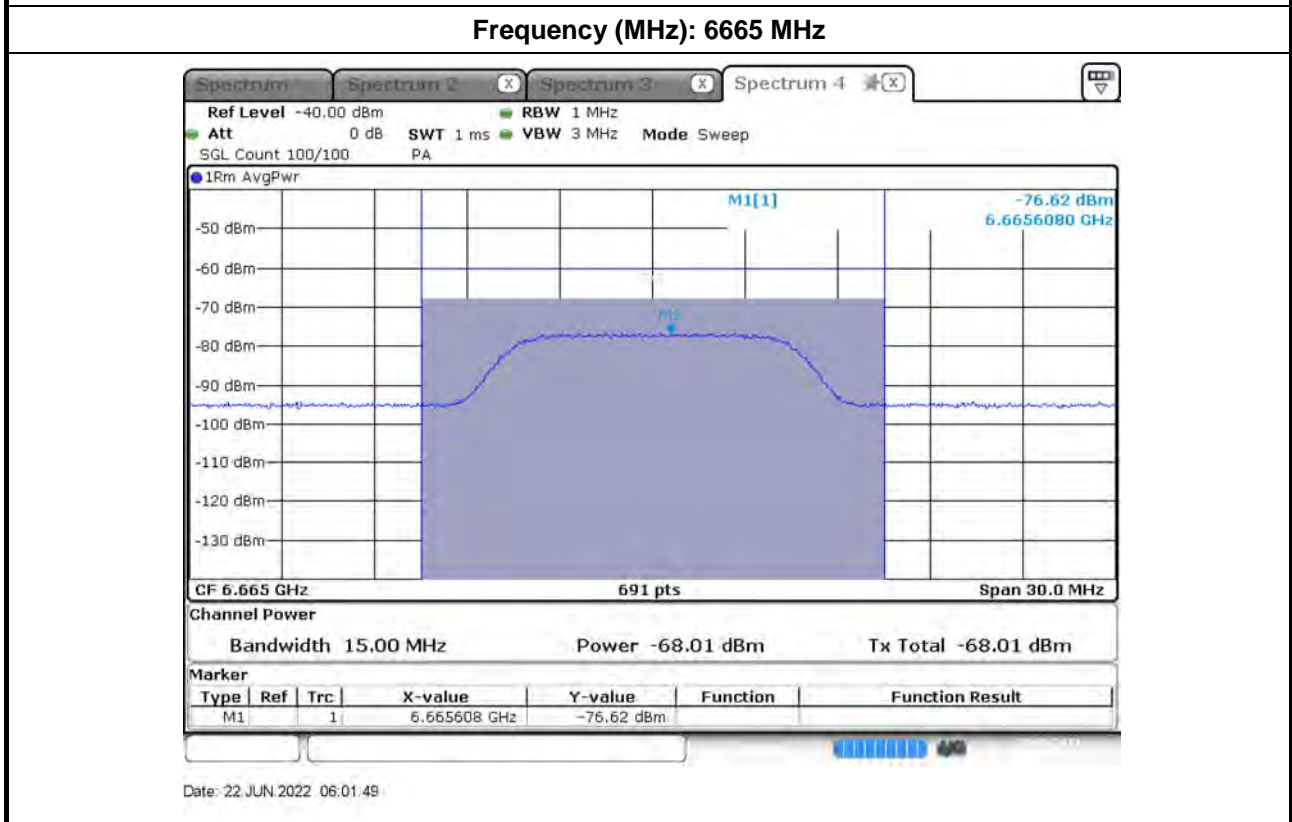 Frequency (MHz): 6665 MHz
Spectrum Spectrum 2 X Spectrum 3 X Spectrum 4 X
Ref Level -40.00 dBm RBW 1 MHz
Att 0 dB SWT 1 ms VBW 3 MHz Mode Sweep
SGL Count 100/100 PA
1Rm AvgPwr
M1[1] -76.62 dBm
6.6656080 GHz
-50 dBm
-60 dBm
-70 dBm
M1
-80 dBm
-90 dBm
-100 dBm
-110 dBm
-120 dBm
-130 dBm
CF 6.665 GHz 691 pts Span 30.0 MHz
Channel Power
Bandwidth 15.00 MHz Power -68.01 dBm Tx Total -68.01 dBm
Marker
Type Ref Trc X-value Y-value Function Function Result
M1 1 6.665608 GHz -76.62 dBm
Date: 22.JUN.2022 06:01:49